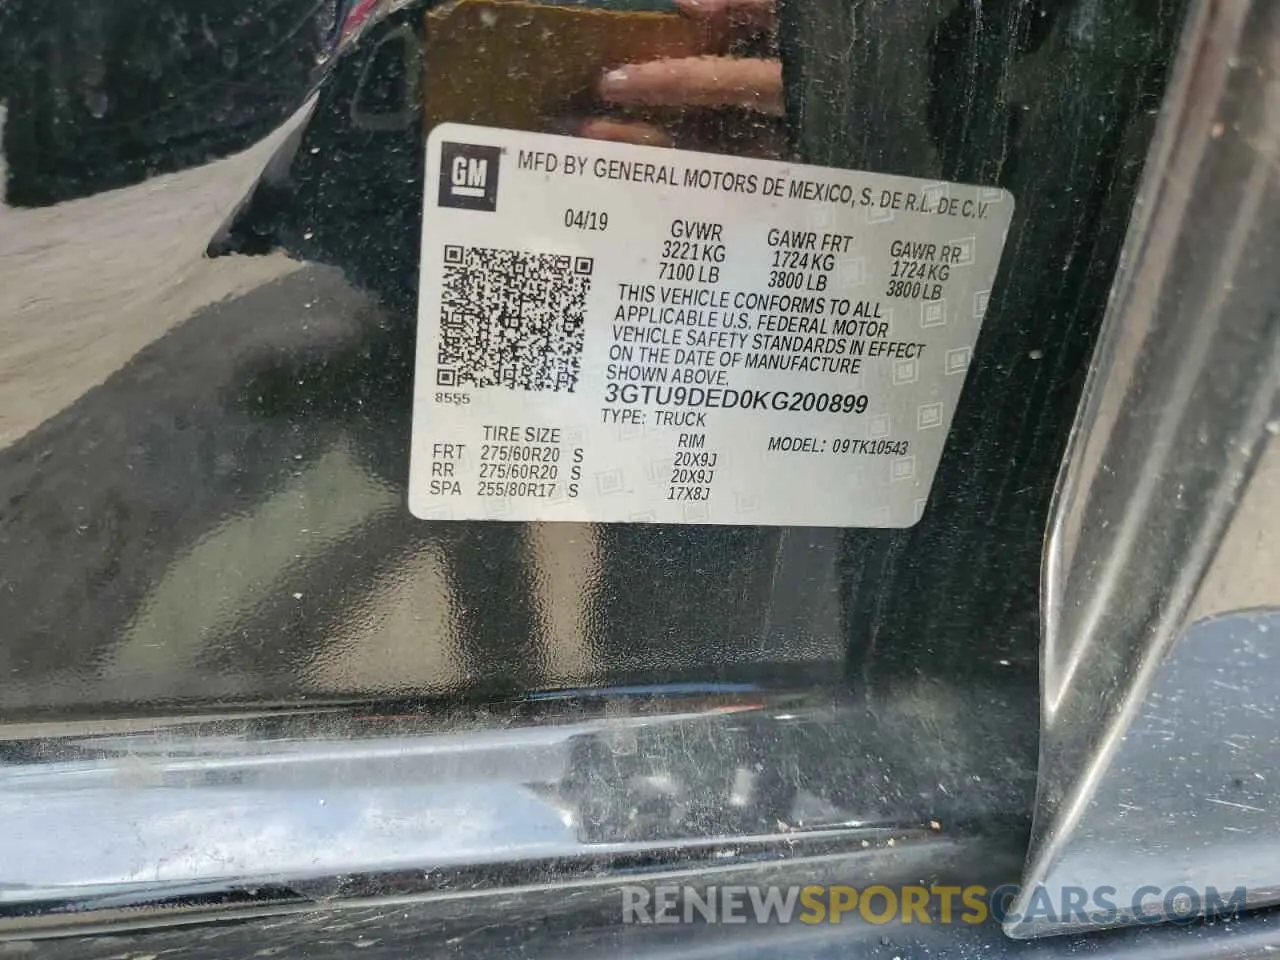 GM
MFD BY GENERAL MOTORS DE MEXICO, S. DE R.L. DE C.V.
04/19
GVWR GAWR FRT GAWR RR
3221 KG 1724 KG 1724 KG
7100 LB 3800 LB 3800 LB
THIS VEHICLE CONFORMS TO ALL
APPLICABLE U.S. FEDERAL MOTOR
VEHICLE SAFETY STANDARDS IN EFFECT
ON THE DATE OF MANUFACTURE
SHOWN ABOVE.
8555
3GTU9DED0KG200899
TYPE: TRUCK
TIRE SIZE RIM MODEL: 09TK10543
FRT 275/60R20 S 20X9J
RR 275/60R20 S 20X9J
SPA 255/80R17 S 17X8J
RENEWSPORTSCARS.COM